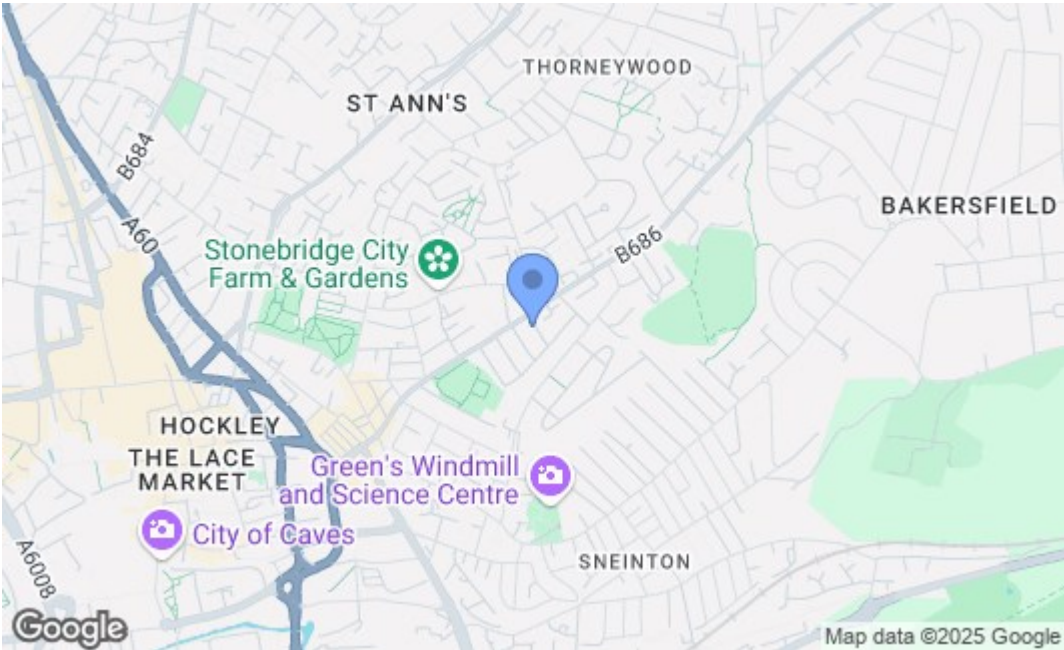 THORNEYWOOD
ST ANN'S
B684
BAKERSFIELD
A60
B686
Stonebridge City
Farm & Gardens
HOCKLEY
THE LACE
MARKET
Green's Windmill
and Science Centre
City of Caves
SNEINTON
A6008
Google
Map data ©2025 Google